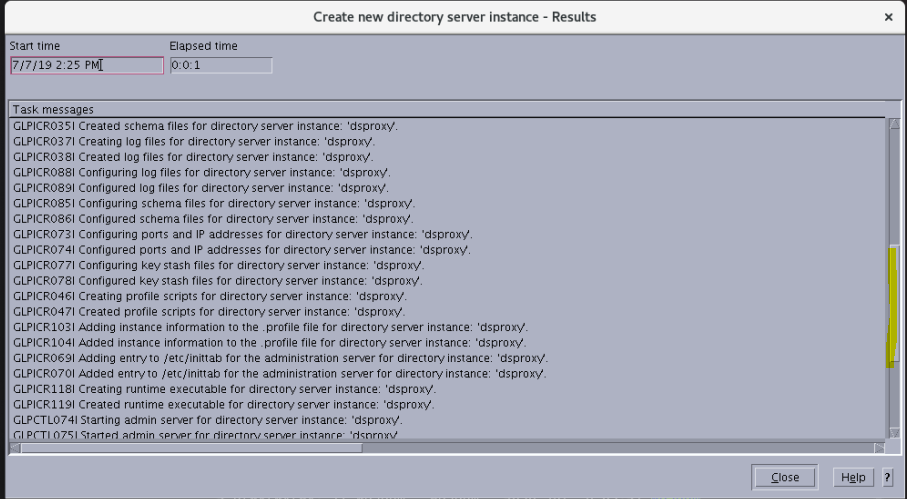 Create new directory server instance - Results
×
Start time
Elapsed time
7/7/19 2:25 PM
0:0:1
Task messages
GLPICR035I Created schema files for directory server instance: 'dsproxy'.
GLPICR037I Creating log files for directory server instance: 'dsproxy'.
GLPICR038I Created log files for directory server instance: 'dsproxy'.
GLPICR088I Configuring log files for directory server instance: 'dsproxy'.
GLPICR089I Configured log files for directory server instance: 'dsproxy'.
GLPICR085I Configuring schema files for directory server instance: 'dsproxy'.
GLPICR086I Configured schema files for directory server instance: 'dsproxy'.
GLPICR073I Configuring ports and IP addresses for directory server instance: 'dsproxy'.
GLPICR074I Configured ports and IP addresses for directory server instance: 'dsproxy'.
GLPICR077I Configuring key stash files for directory server instance: 'dsproxy'.
GLPICR078I Configured key stash files for directory server instance: 'dsproxy'.
GLPICR046I Creating profile scripts for directory server instance: 'dsproxy'.
GLPICR047I Created profile scripts for directory server instance: 'dsproxy'.
GLPICR103I Adding instance information to the .profile file for directory server instance: 'dsproxy'.
GLPICR104I Added instance information to the .profile file for directory server instance: 'dsproxy'.
GLPICR069I Adding entry to /etc/inittab for the administration server for directory instance: 'dsproxy'.
GLPICR070I Added entry to /etc/inittab for the administration server for directory instance: 'dsproxy'.
GLPICR118I Creating runtime executable for directory server instance: 'dsproxy'.
GLPICR119I Created runtime executable for directory server instance: 'dsproxy'.
GLPCTL074I Starting admin server for directory server instance: 'dsproxy'.
GLPCTL075I Started admin server for directory server instance: 'dsproxy'
Close
Help
?